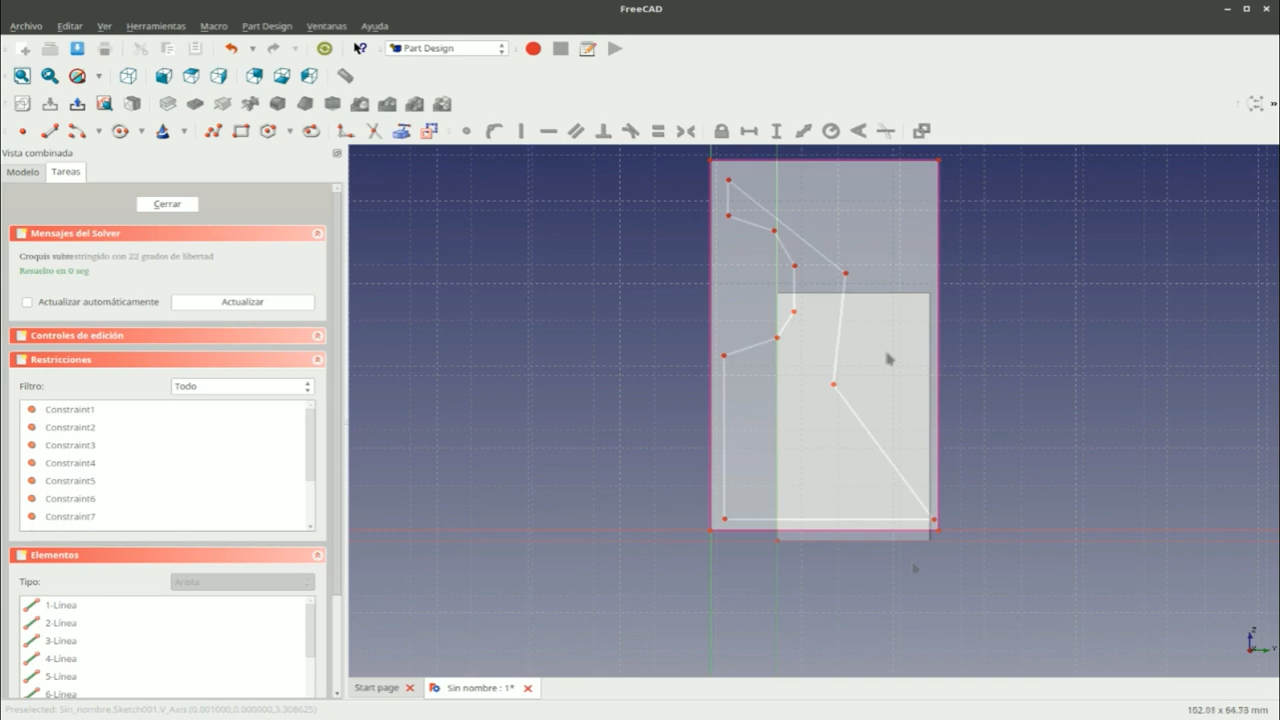 FreeCAD
Archivo Editar Ver Herramientas Macro Part Design Ventanas Ayuda
Part Design
Vista combinada
Modelo Tareas
Cerrar
Mensajes del Solver
Croquis subrestringido con 22 grados de libertad
Resuelto en 0 seg
Actualizar automáticamente Actualizar
Controles de edición
Restricciones
Filtro: Todo
Constraint1
Constraint2
Constraint3
Constraint4
Constraint5
Constraint6
Constraint7
Elementos
Tipo: Arista
1-Línea
2-Línea
3-Línea
4-Línea
5-Línea
6-Línea
Z
Y
Start page Sin nombre : 1*
Preselected: Sin_nombre.Sketch001.V_Axis (0.001000,0.000000,3.308625)
152.01 x 64.73 mm